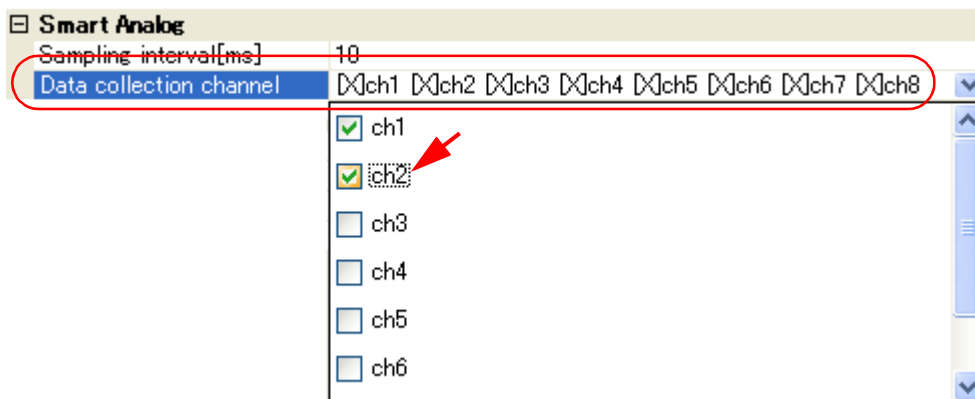 Smart Analog
Sampling interval[ms] 10
Data collection channel [X]ch1 [X]ch2 [X]ch3 [X]ch4 [X]ch5 [X]ch6 [X]ch7 [X]ch8
ch1
ch2
ch3
ch4
ch5
ch6